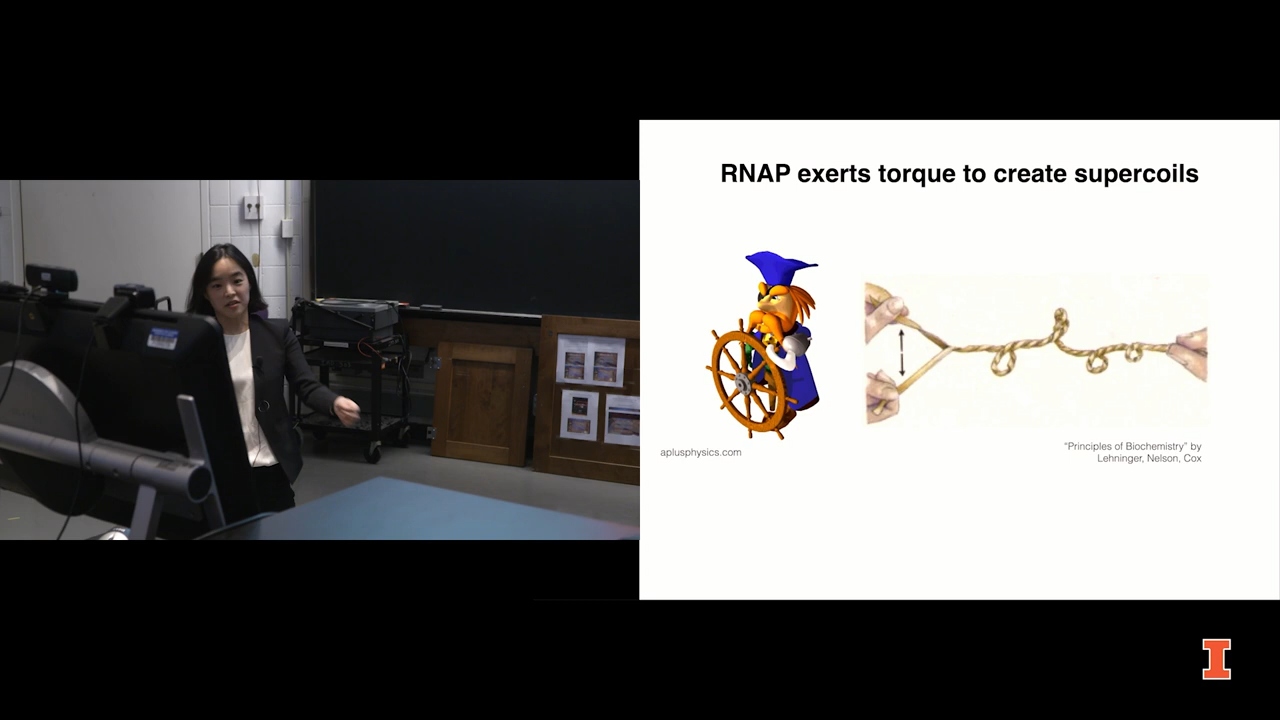 RNAP exerts torque to create supercoils
aplusphysics.com
“Principles of Biochemistry” by
Lehninger, Nelson, Cox
I